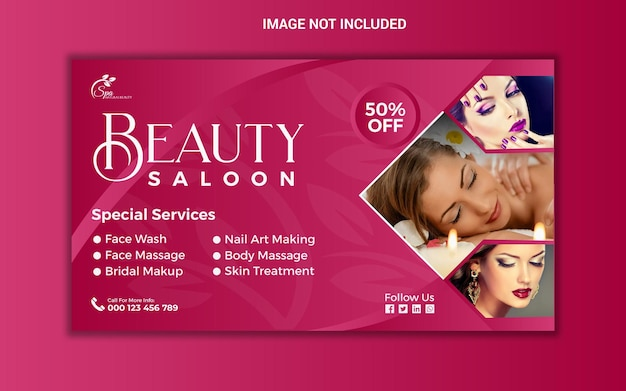 IMAGE NOT INCLUDED
Spa
BEAUTY
SALOON
50%
OFF
Special Services
• Face Wash
• Face Massage
• Bridal Makup
• Nail Art Making
• Body Massage
• Skin Treatment
Call For More Info:
000 123 456 789
Follow Us